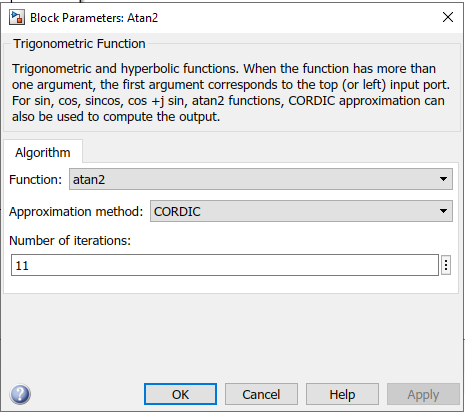 Block Parameters: Atan2
Trigonometric Function
Trigonometric and hyperbolic functions. When the function has more than
one argument, the first argument corresponds to the top (or left) input port.
For sin, cos, sincos, cos +j sin, atan2 functions, CORDIC approximation can
also be used to compute the output.
Algorithm
Function: atan2
Approximation method: CORDIC
Number of iterations:
11
OK Cancel Help Apply